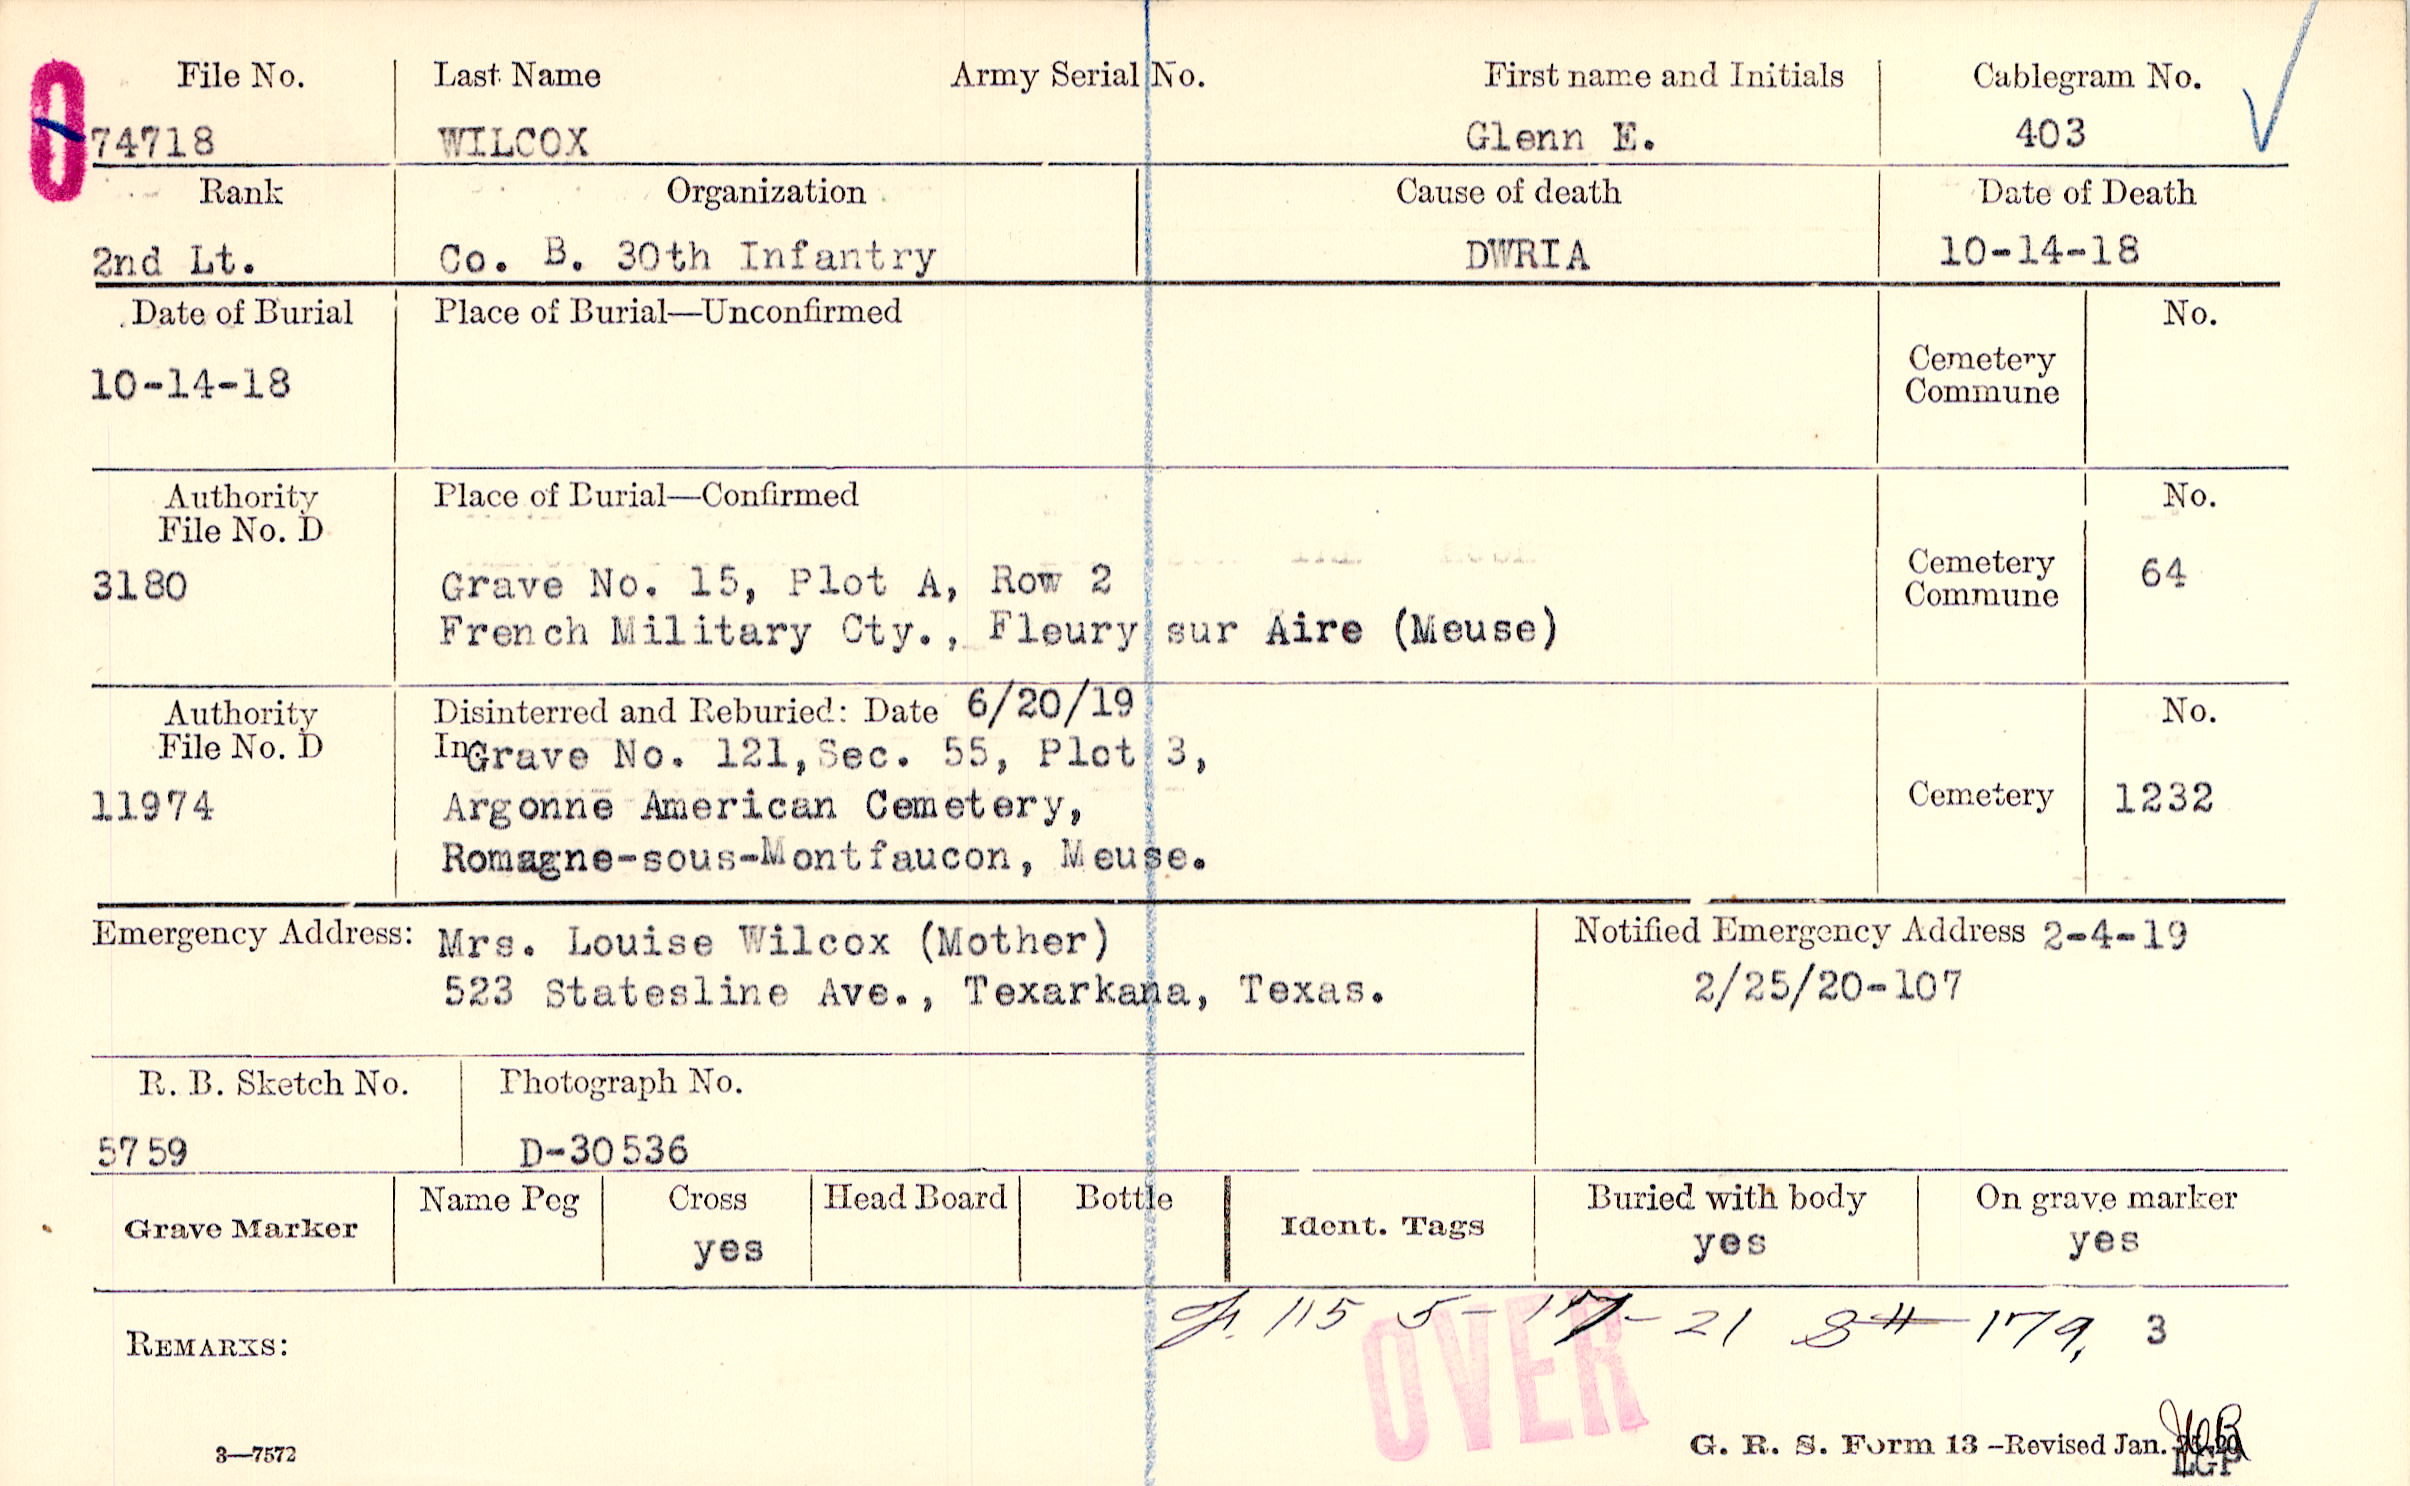 File No. Last Name Army Serial No. First name and Initials Cablegram No.
0
74718 WILCOX Glenn E. 403
Rank Organization Cause of death Date of Death
2nd Lt. Co. B. 30th Infantry DWRIA 10-14-18
Date of Burial Place of Burial—Unconfirmed No.
10-14-18 Cemetery
Commune
Authority Place of Burial—Confirmed No.
File No. D
3180 Grave No. 15, Plot A, Row 2 Cemetery 64
French Military Cty., Fleury sur Aire (Meuse) Commune
Authority Disinterred and Reburied: Date 6/20/19 No.
File No. D In Grave No. 121, Sec. 55, Plot 3,
11974 Argonne American Cemetery, Cemetery 1232
Romagne-sous-Montfaucon, Meuse.
Emergency Address: Mrs. Louise Wilcox (Mother) Notified Emergency Address 2-4-19
523 Statesline Ave., Texarkana, Texas. 2/25/20-107
R. B. Sketch No. Photograph No.
5759 D-30536
Grave Marker Name Peg Cross Head Board Bottle Ident. Tags Buried with body On grave marker
yes yes yes
115 5-17-21 179, 3
REMARKS:
OVER
3—7572 G. R. S. Form 13—Revised Jan.
LGP